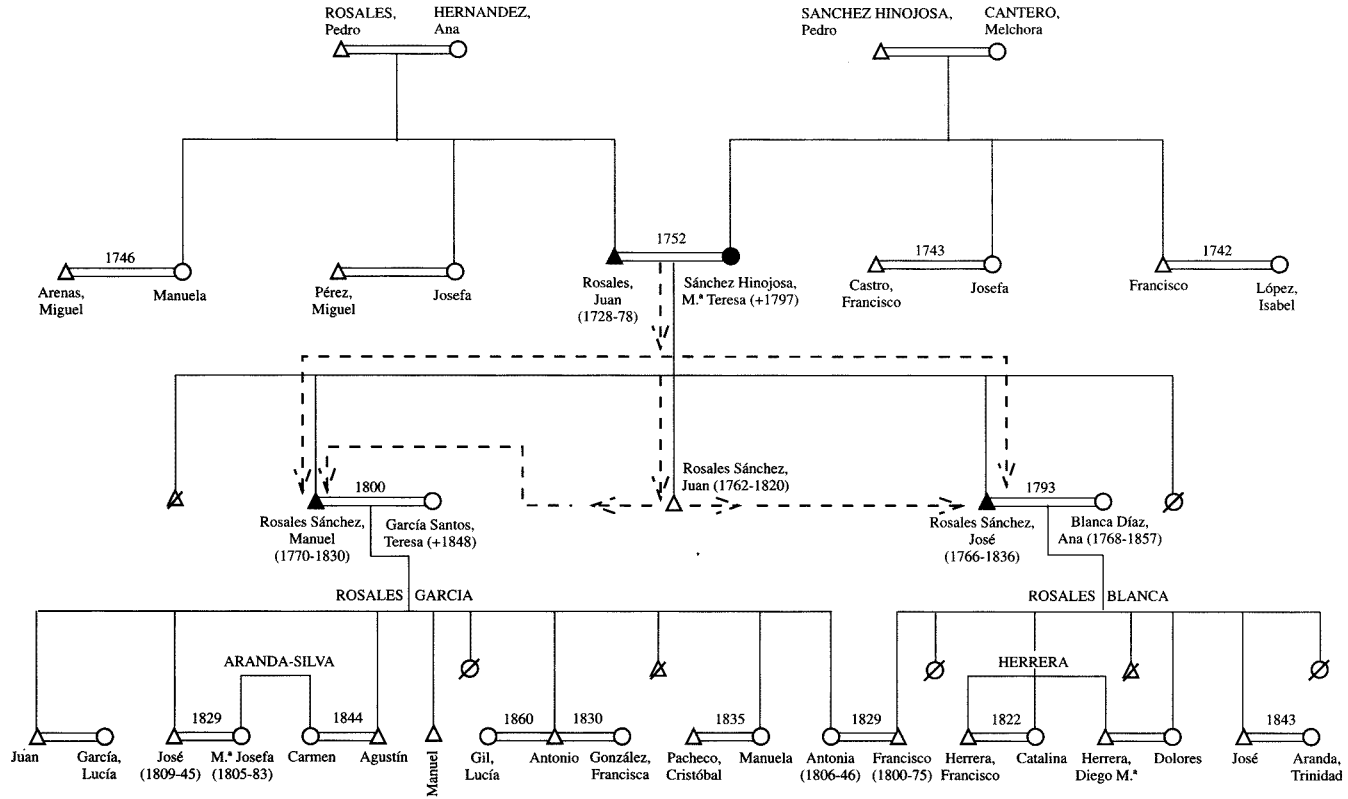 ROSALES,
Pedro
HERNANDEZ,
Ana
SANCHEZ HINOJOSA,
Pedro
CANTERO,
Melchora
1746
Arenas,
Miguel
Manuela
Pérez,
Miguel
Josefa
1752
Rosales,
Juan
(1728-78)
Sánchez Hinojosa,
M.ª Teresa (+1797)
1743
Castro,
Francisco
Josefa
1742
Francisco
López,
Isabel
1800
Rosales Sánchez,
Manuel
(1770-1830)
García Santos,
Teresa (+1848)
Rosales Sánchez,
Juan (1762-1820)
1793
Rosales Sánchez,
José
(1766-1836)
Blanca Díaz,
Ana (1768-1857)
ROSALES GARCIA
ROSALES BLANCA
ARANDA-SILVA
HERRERA
Juan
García,
Lucía
1829
José
(1809-45)
M.ª Josefa
(1805-83)
1844
Carmen
Agustín
Manuel
1860
Gil,
Lucía
Antonio
1830
González,
Francisca
1835
Pacheco,
Cristóbal
Manuela
1829
Antonia
(1806-46)
Francisco
(1800-75)
1822
Herrera,
Francisco
Catalina
Herrera,
Diego M.ª
Dolores
1843
José
Aranda,
Trinidad